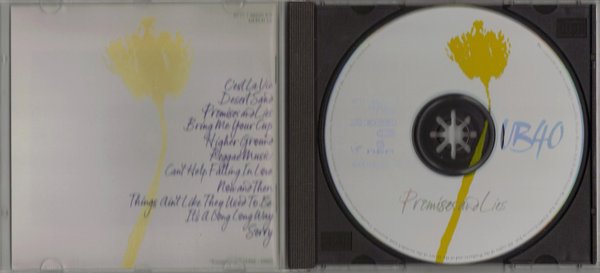 C'est La Vie
Desert Sand
Promises and Lies
Bring Me Your Cup
Higher Ground
Reggae Music
Can't Help Falling In Love
Now and Then
Things Ain't Like They Used To Be
It's A Long Long Way
Sorry
UB40
Promises and Lies